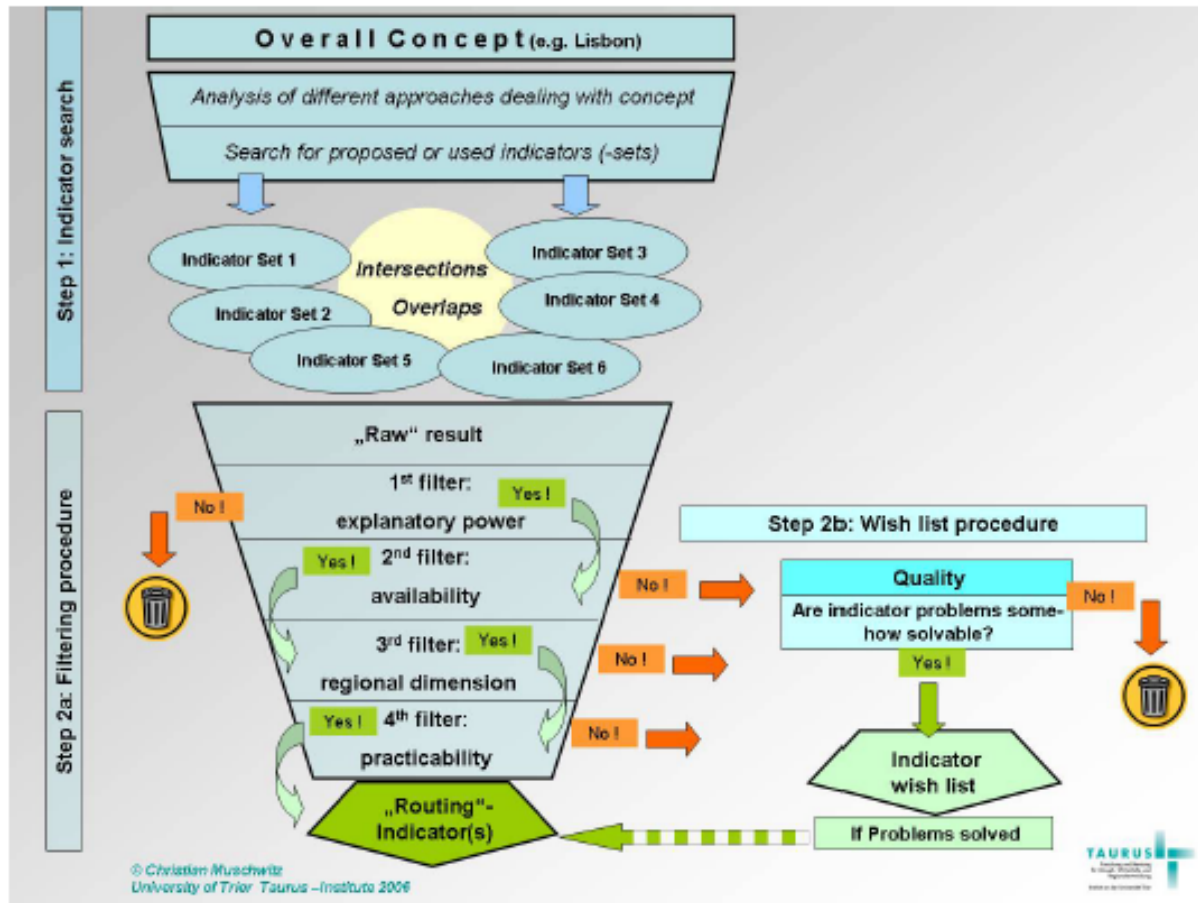 Step 1: Indicator search
Overall Concept (e.g. Lisbon)
Analysis of different approaches dealing with concept
Search for proposed or used indicators (-sets)
Indicator Set 1
Indicator Set 2
Indicator Set 5
Intersections
Overlaps
Indicator Set 3
Indicator Set 4
Indicator Set 6
Step 2a: Filtering procedure
„Raw“ result
1st filter:
explanatory power
Yes !
No !
2nd filter:
availability
Yes !
No !
3rd filter:
regional dimension
Yes !
No !
4th filter:
practicability
Yes !
No !
„Routing“-
Indicator(s)
Step 2b: Wish list procedure
Quality
Are indicator problems some-
how solvable?
No !
Yes !
Indicator
wish list
If Problems solved
© Christian Muschwitz
University of Trier Taurus –Institute 2006
TAURUS